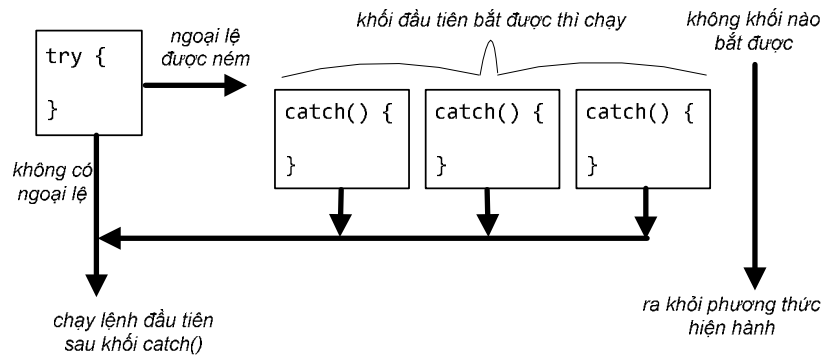 try {
}
ngoại lệ
được ném
khối đầu tiên bắt được thì chạy
catch() {
}
catch() {
}
catch() {
}
không khối nào
bắt được
không có
ngoại lệ
chạy lệnh đầu tiên
sau khối catch()
ra khỏi phương thức
hiện hành